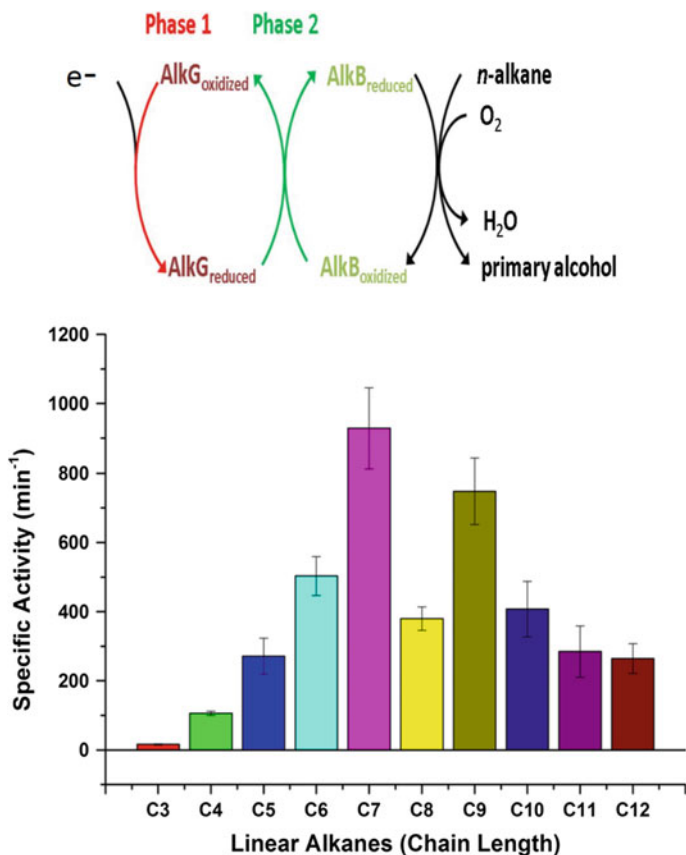 Phase 1 Phase 2
e- AlkGoxidized AlkBreduced n-alkane
O2
H2O
AlkGreduced AlkBoxidized primary alcohol
1200
1000
800
600
400
200
0
Specific Activity (min-1)
C3 C4 C5 C6 C7 C8 C9 C10 C11 C12
Linear Alkanes (Chain Length)